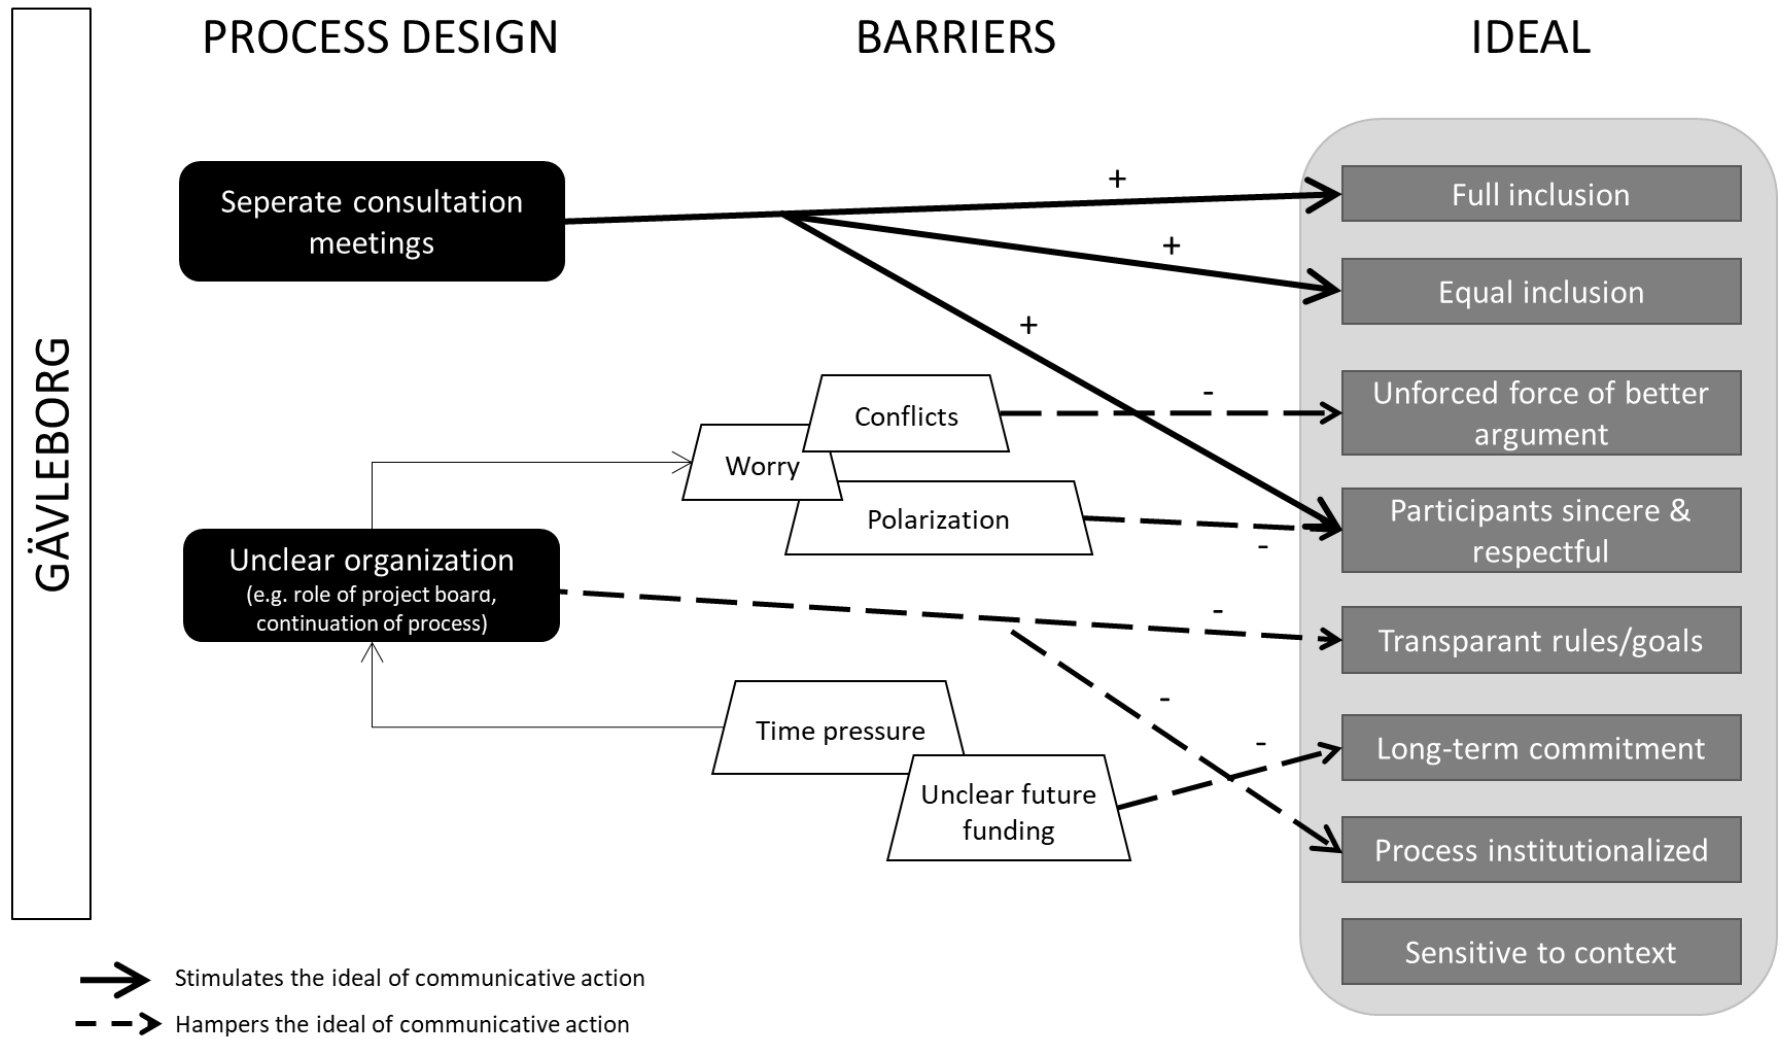 PROCESS DESIGN
BARRIERS
IDEAL
GÄVLEBORG
Seperate consultation
meetings
+
+
+
Full inclusion
Equal inclusion
Conflicts
-
Unforced force of better
argument
Worry
Polarization
-
Participants sincere &
respectful
Unclear organization
(e.g. role of project board,
continuation of process)
-
Transparant rules/goals
-
Time pressure
-
Long-term commitment
Unclear future
funding
Process institutionalized
Sensitive to context
Stimulates the ideal of communicative action
Hampers the ideal of communicative action